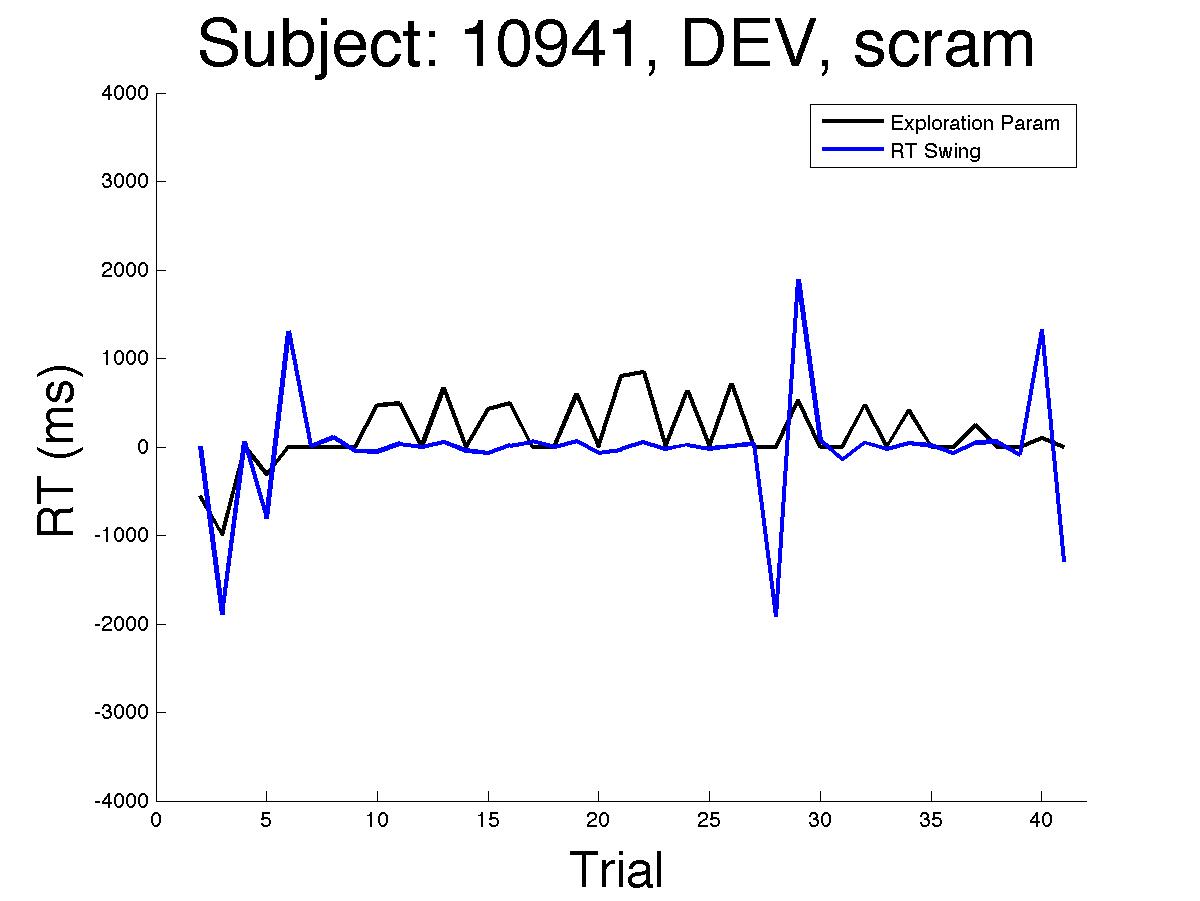 Subject: 10941, DEV, scram
4000
3000
2000
1000
0
-1000
-2000
-3000
-4000
RT (ms)
Exploration Param
RT Swing
0 5 10 15 20 25 30 35 40
Trial